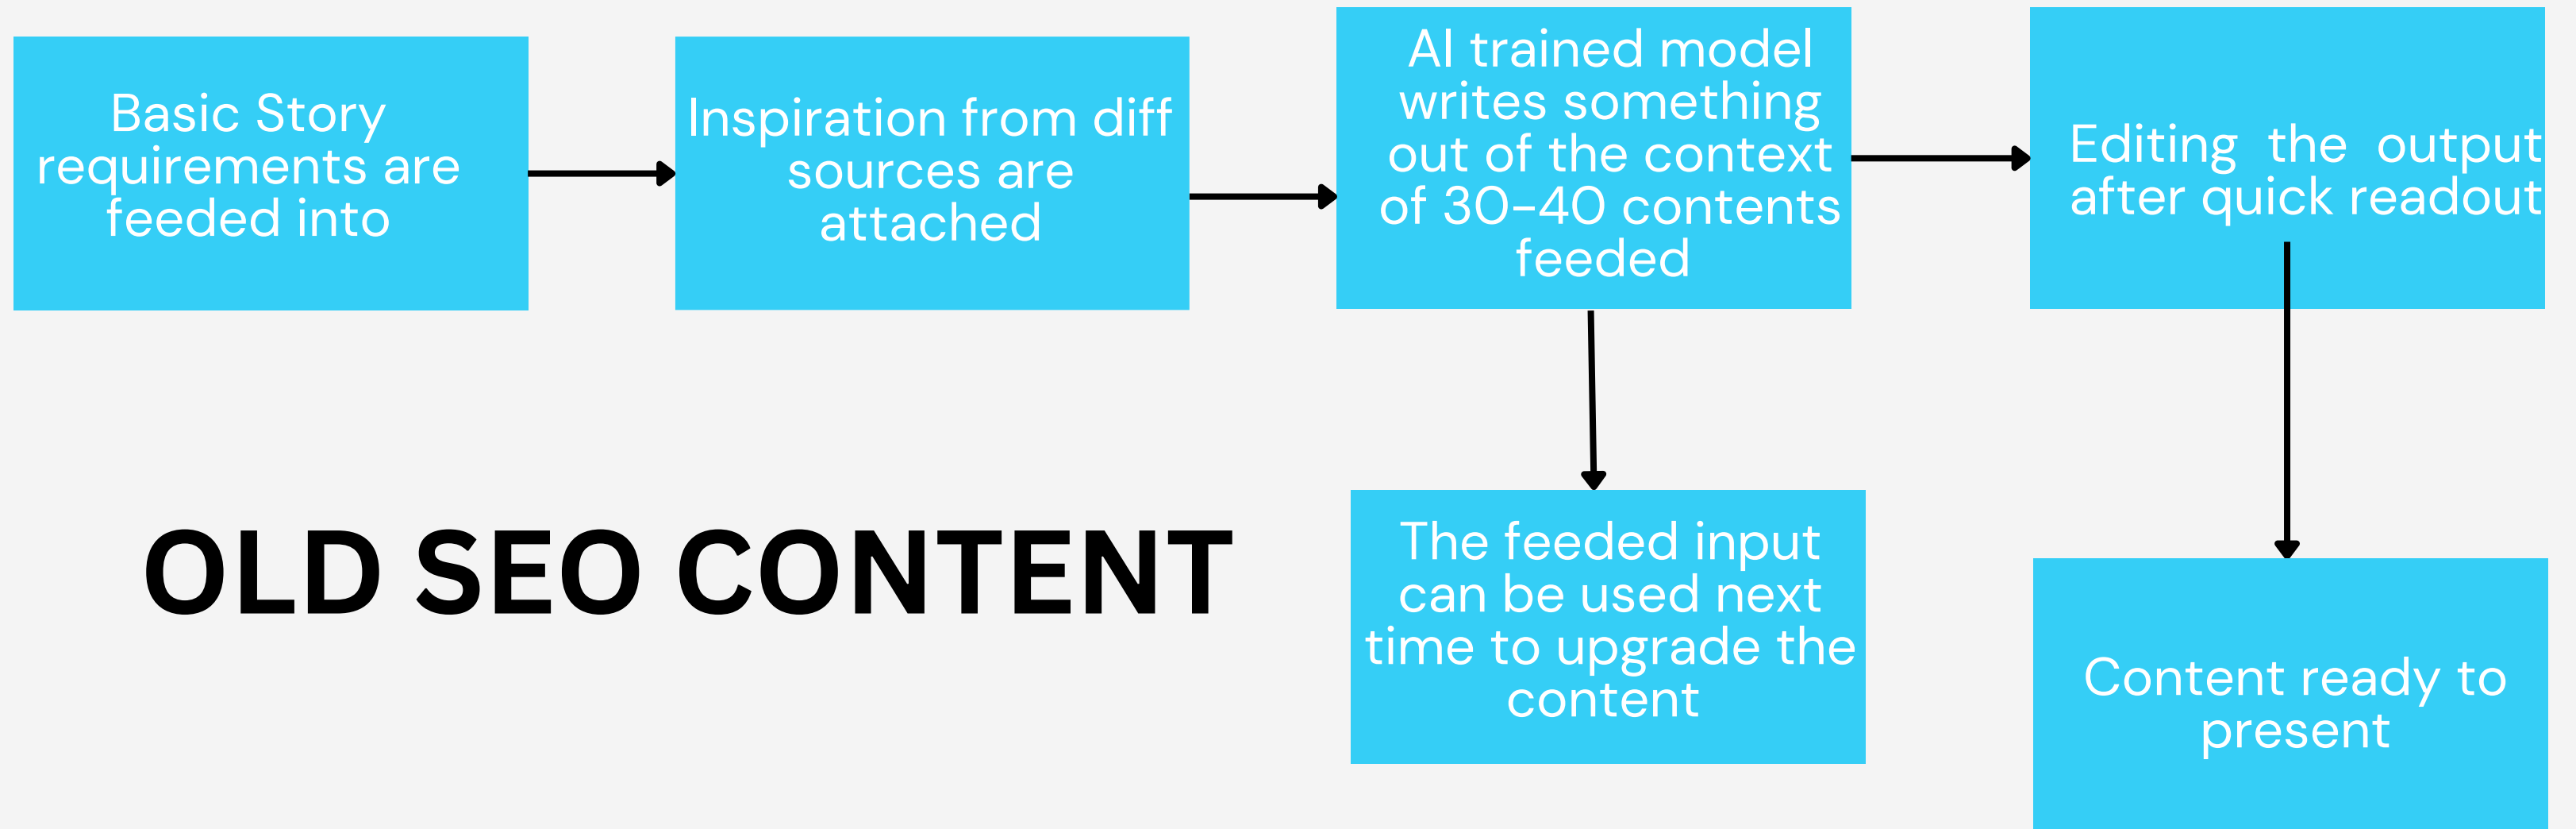 Basic Story
requirements are
feeded into
Inspiration from diff
sources are
attached
AI trained model
writes something
out of the context
of 30-40 contents
feeded
Editing the output
after quick readout
OLD SEO CONTENT
The feeded input
can be used next
time to upgrade the
content
Content ready to
present